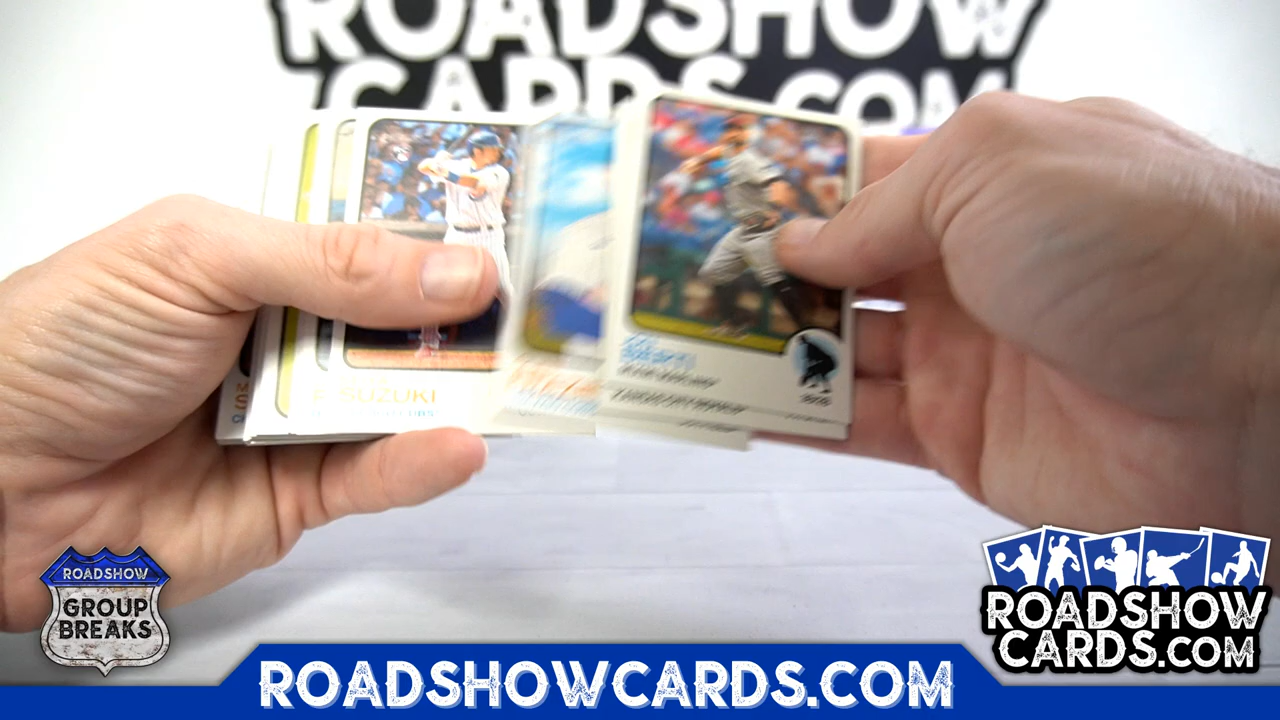 ROADSHOW
CARDS.COM
SUZUKI
ROADSHOW
GROUP
BREAKS
ROADSHOW
CARDS.COM
ROADSHOWCARDS.COM